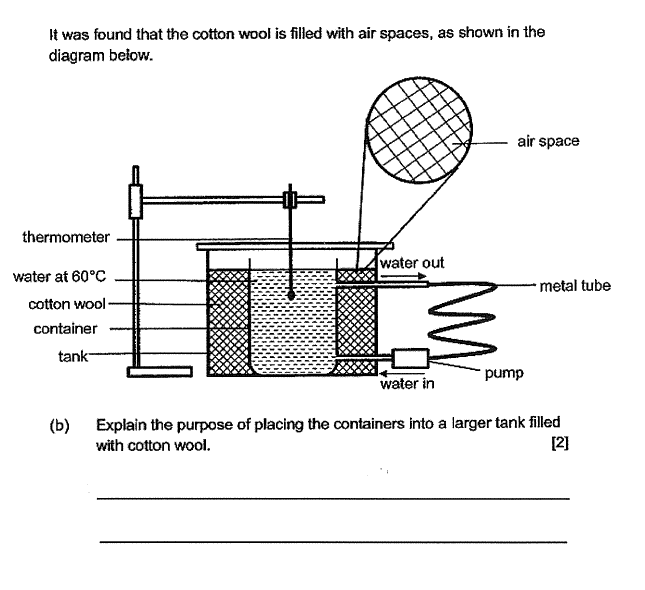 It was found that the cotton wool is filled with air spaces, as shown in the
diagram below.
air space
thermometer
water out
water at 60°C
metal tube
cotton wool
container
tank
pump
water in
(b) Explain the purpose of placing the containers into a larger tank filled
with cotton wool. [2]